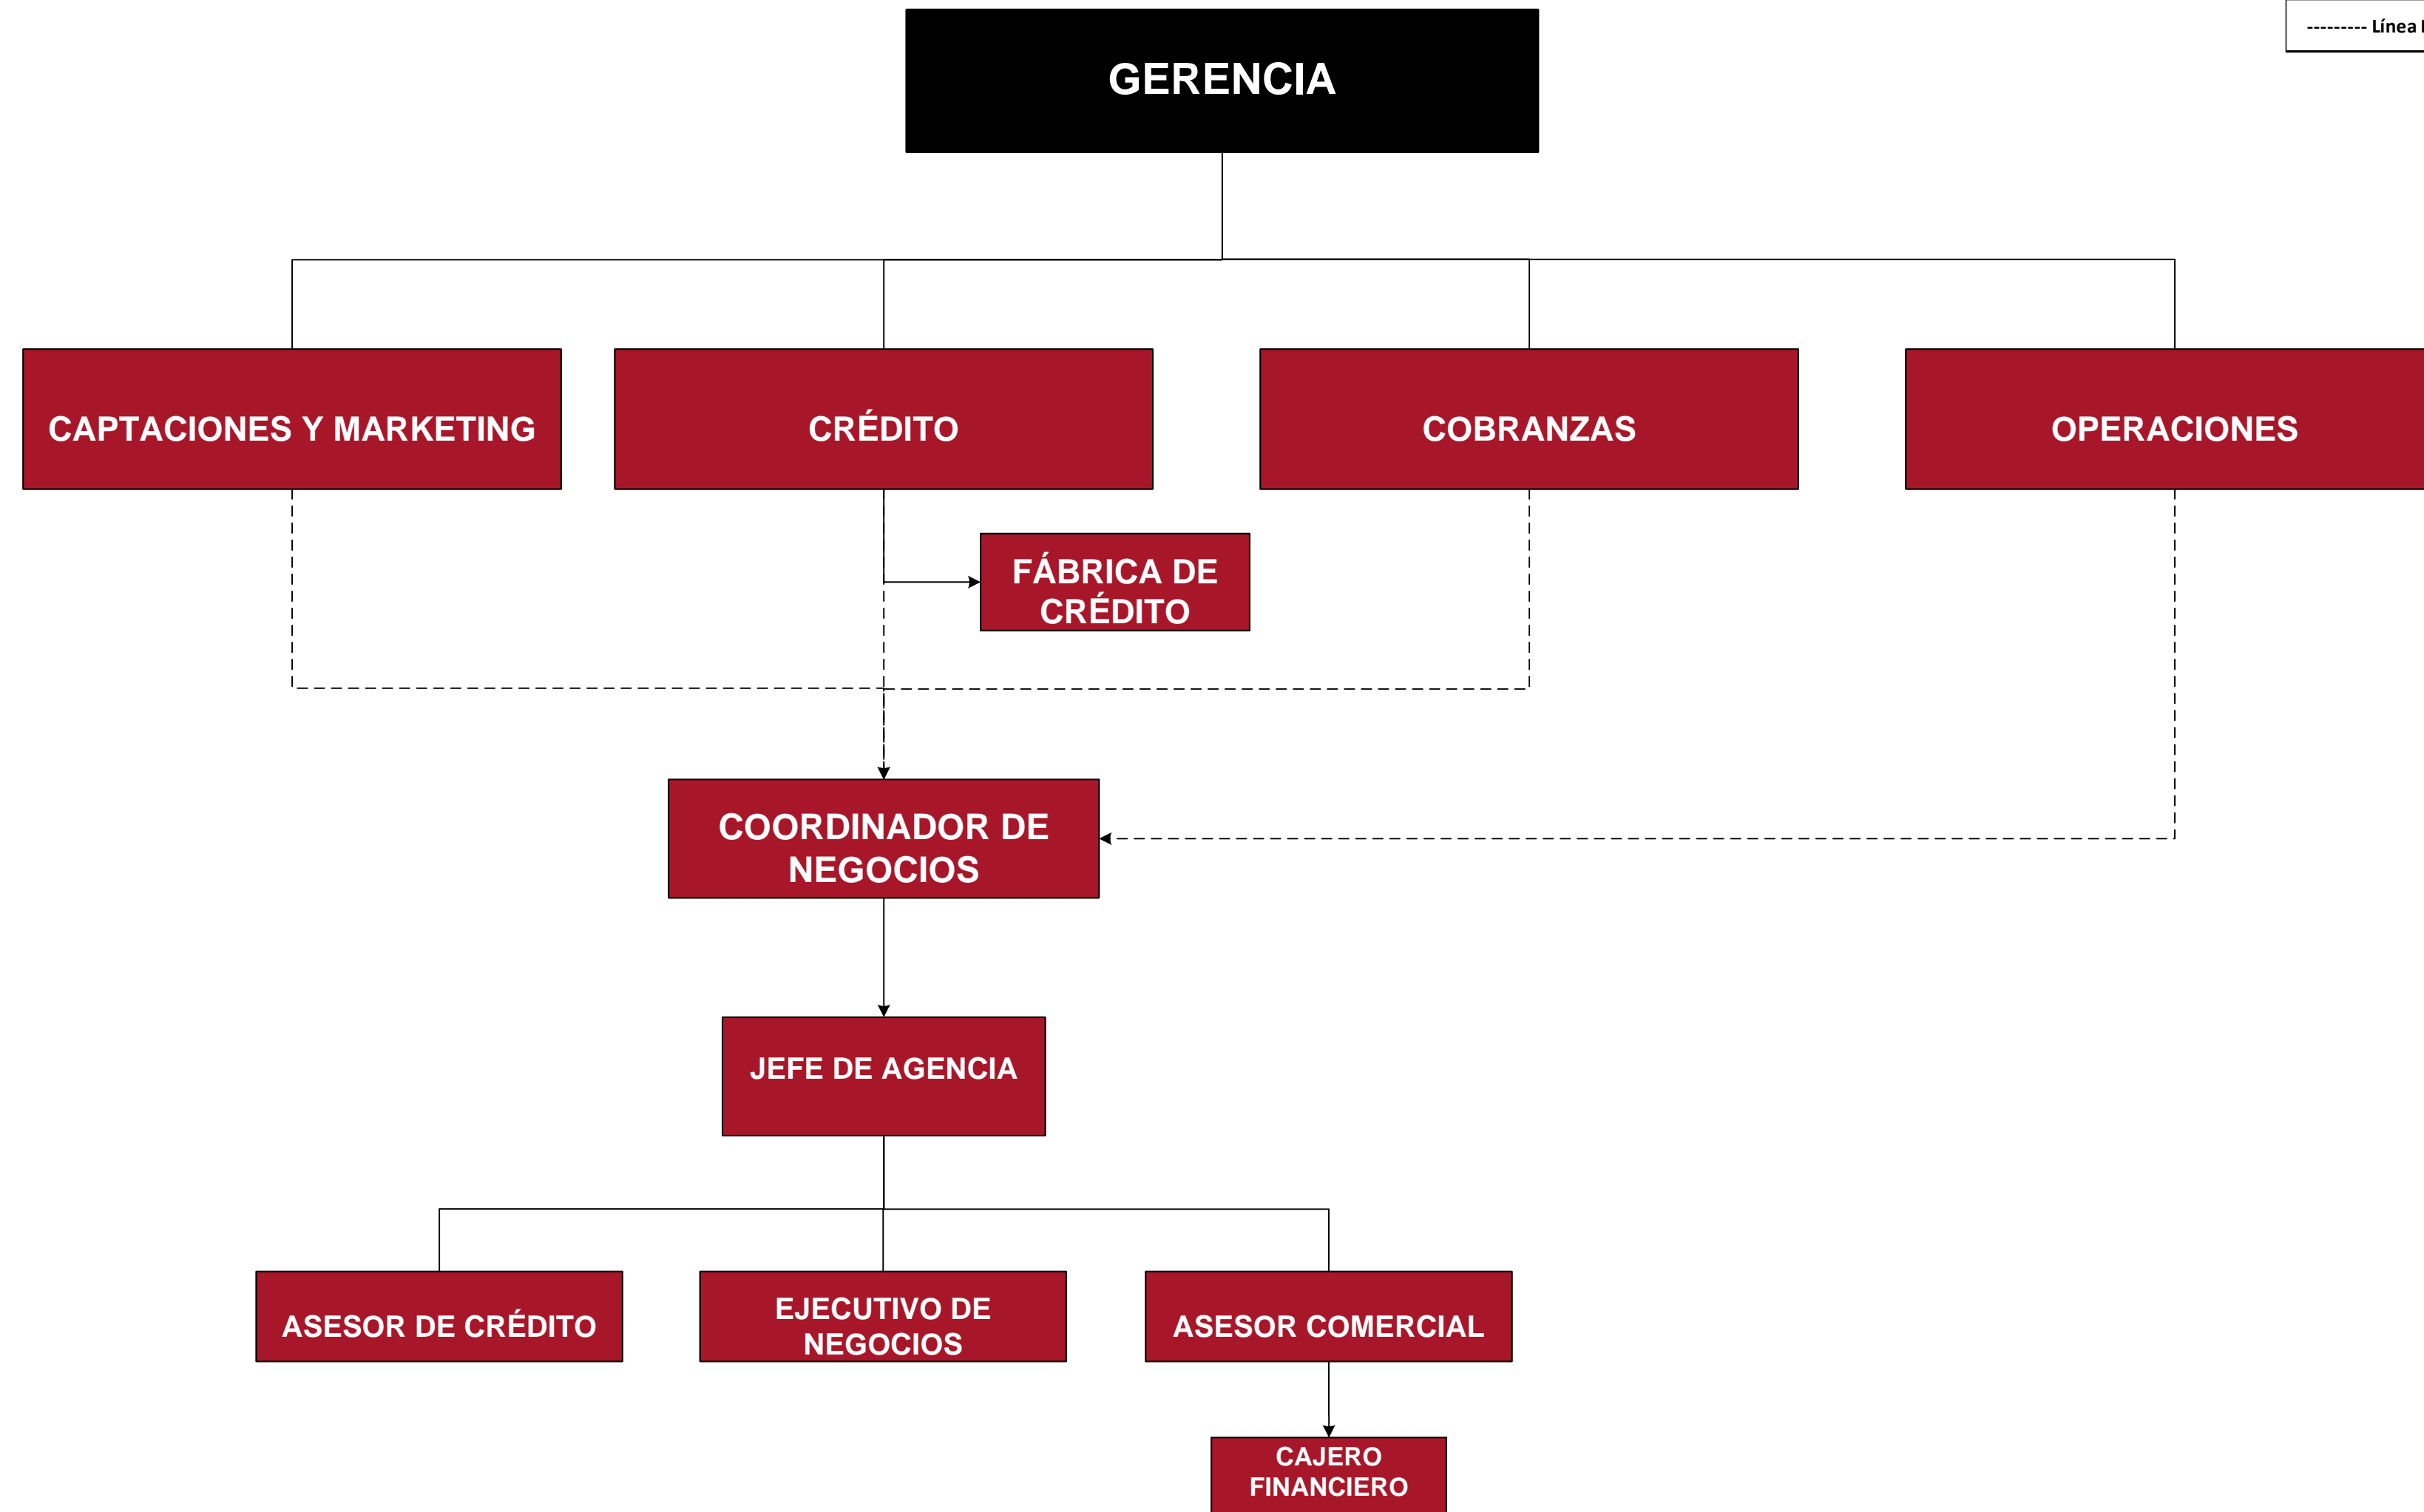 --------- Línea
GERENCIA
CAPTACIONES Y MARKETING
CRÉDITO
COBRANZAS
OPERACIONES
FÁBRICA DE
CRÉDITO
COORDINADOR DE
NEGOCIOS
JEFE DE AGENCIA
ASESOR DE CRÉDITO
EJECUTIVO DE
NEGOCIOS
ASESOR COMERCIAL
CAJERO
FINANCIERO